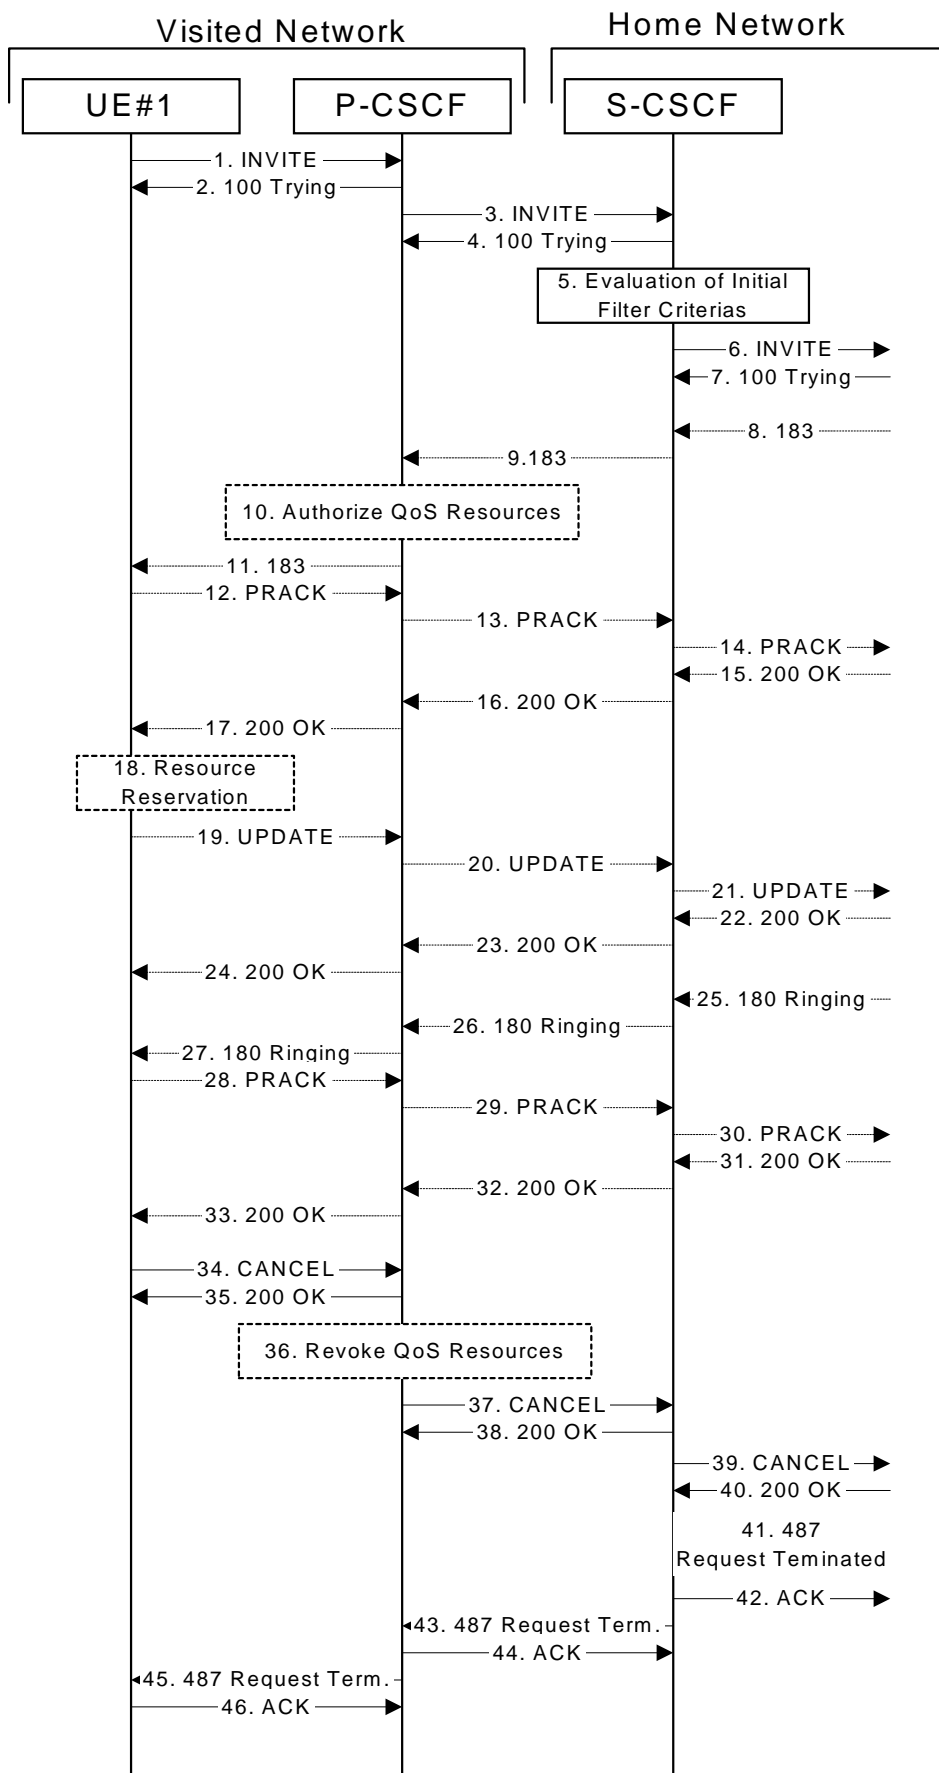 Visited Network
Home Network
UE#1
P-CSCF
S-CSCF
1. INVITE
2. 100 Trying
3. INVITE
4. 100 Trying
5. Evaluation of Initial
Filter Criterias
6. INVITE
7. 100 Trying
8. 183
9.183
10. Authorize QoS Resources
11. 183
12. PRACK
13. PRACK
14. PRACK
15. 200 OK
16. 200 OK
17. 200 OK
18. Resource
Reservation
19. UPDATE
20. UPDATE
21. UPDATE
22. 200 OK
23. 200 OK
24. 200 OK
25. 180 Ringing
26. 180 Ringing
27. 180 Ringing
28. PRACK
29. PRACK
30. PRACK
31. 200 OK
32. 200 OK
33. 200 OK
34. CANCEL
35. 200 OK
36. Revoke QoS Resources
37. CANCEL
38. 200 OK
39. CANCEL
40. 200 OK
41. 487
Request Teminated
42. ACK
43. 487 Request Term.
44. ACK
45. 487 Request Term.
46. ACK